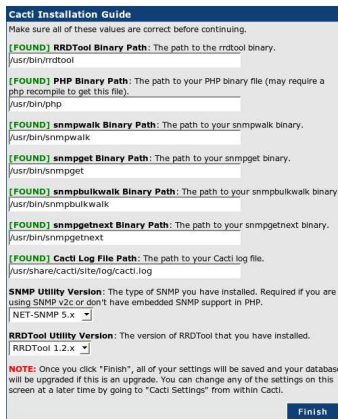 Cacti Installation Guide
Make sure all of these values are correct before continuing.
[FOUND] RRDTool Binary Path: The path to the rrdtool binary.
/usr/bin/rrdtool
[FOUND] PHP Binary Path: The path to your PHP binary file (may require a
php recompile to get this file).
/usr/bin/php
[FOUND] snmpwalk Binary Path: The path to your snmpwalk binary.
/usr/bin/snmpwalk
[FOUND] snmpget Binary Path: The path to your snmpget binary.
/usr/bin/snmpget
[FOUND] snmpbulkwalk Binary Path: The path to your snmpbulkwalk binary
/usr/bin/snmpbulkwalk
[FOUND] snmpgetnext Binary Path: The path to your snmpgetnext binary.
/usr/bin/snmpgetnext
[FOUND] Cacti Log File Path: The path to your Cacti log file.
/usr/share/cacti/site/log/cacti.log
SNMP Utility Version: The type of SNMP you have installed. Required if you are
using SNMP v2c or don't have embedded SNMP support in PHP.
NET-SNMP 5.x
RRDTool Utility Version: The version of RRDTool that you have installed.
RRDTool 1.2.x
NOTE: Once you click "Finish", all of your settings will be saved and your database
will be upgraded if this is an upgrade. You can change any of the settings on this
screen at a later time by going to "Cacti Settings" from within Cacti.
Finish